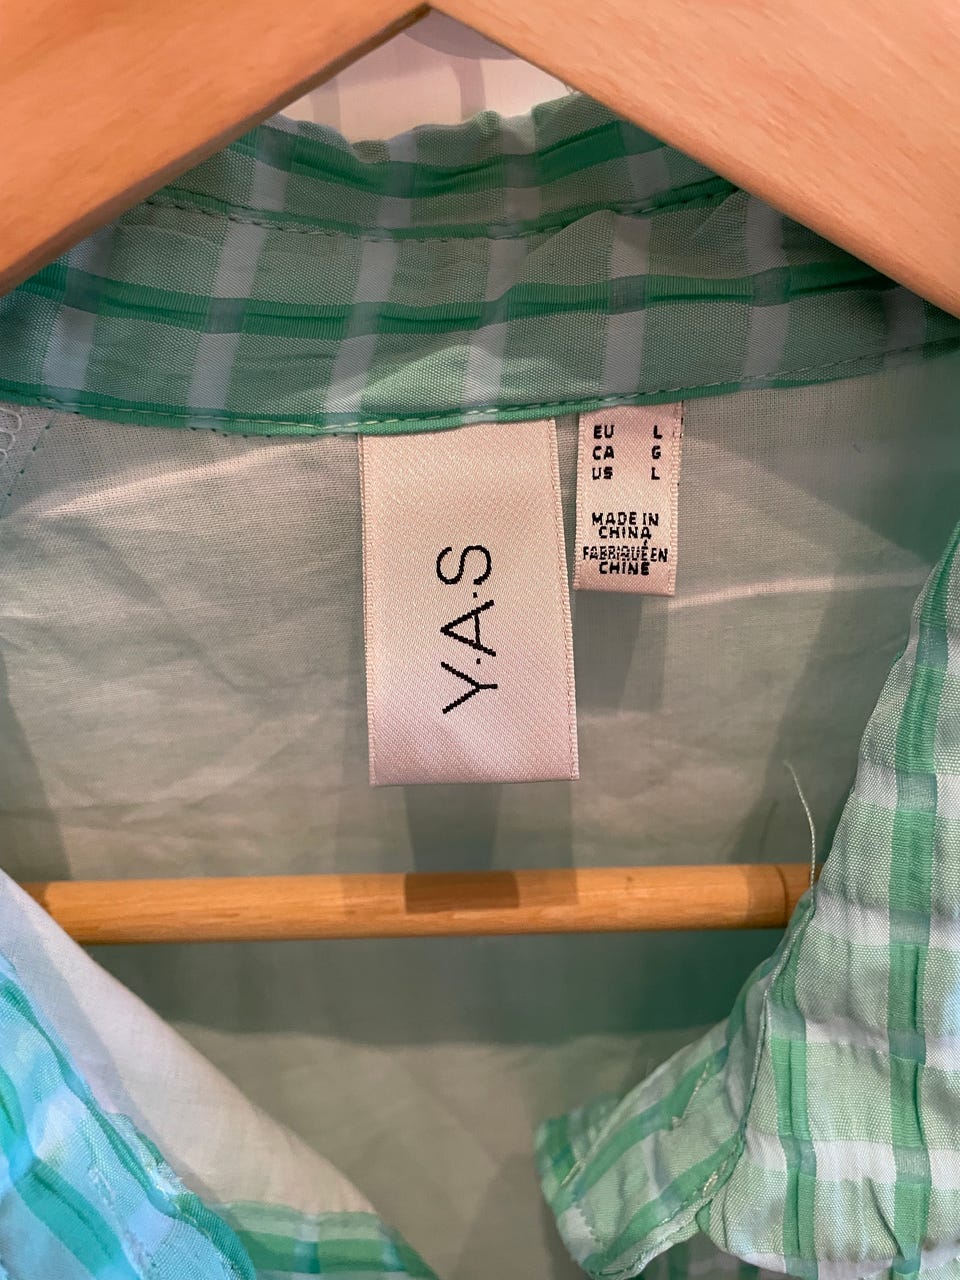 Y.A.S
EU L
CA G
US L
MADE IN
CHINA
FABRIQUÉ EN
CHINE